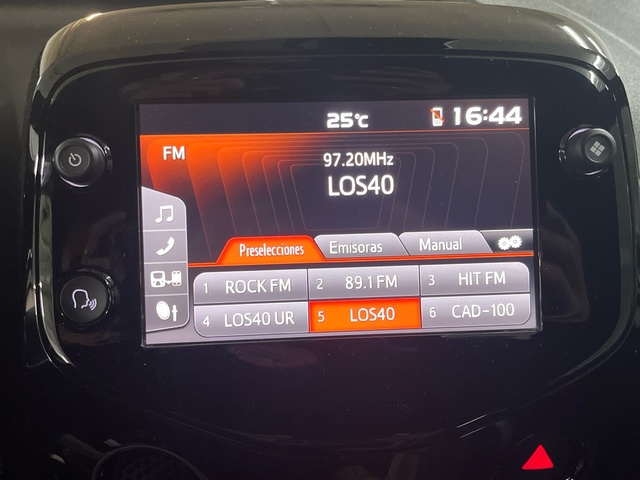 25°C 16:44
FM
97.20MHz
LOS40
Preselecciones Emisoras Manual
1 ROCK FM 2 89.1 FM 3 HIT FM
4 LOS40 UR 5 LOS40 6 CAD-100